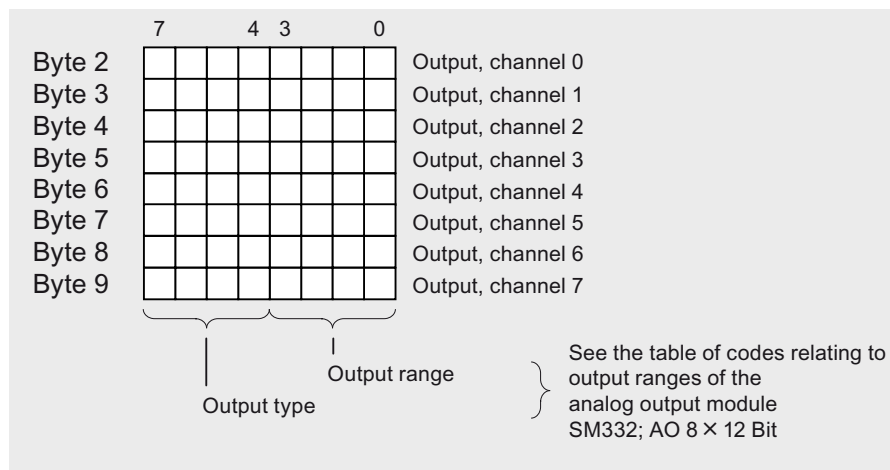 7 4 3 0
Byte 2 Output, channel 0
Byte 3 Output, channel 1
Byte 4 Output, channel 2
Byte 5 Output, channel 3
Byte 6 Output, channel 4
Byte 7 Output, channel 5
Byte 8 Output, channel 6
Byte 9 Output, channel 7
Output range
Output type
See the table of codes relating to
output ranges of the
analog output module
SM332; AO 8 × 12 Bit